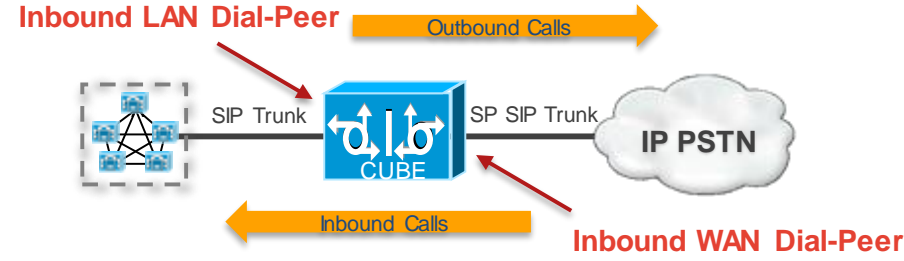 Inbound LAN Dial-Peer
Outbound Calls
SIP Trunk
SP SIP Trunk
IP PSTN
CUBE
Inbound Calls
Inbound WAN Dial-Peer